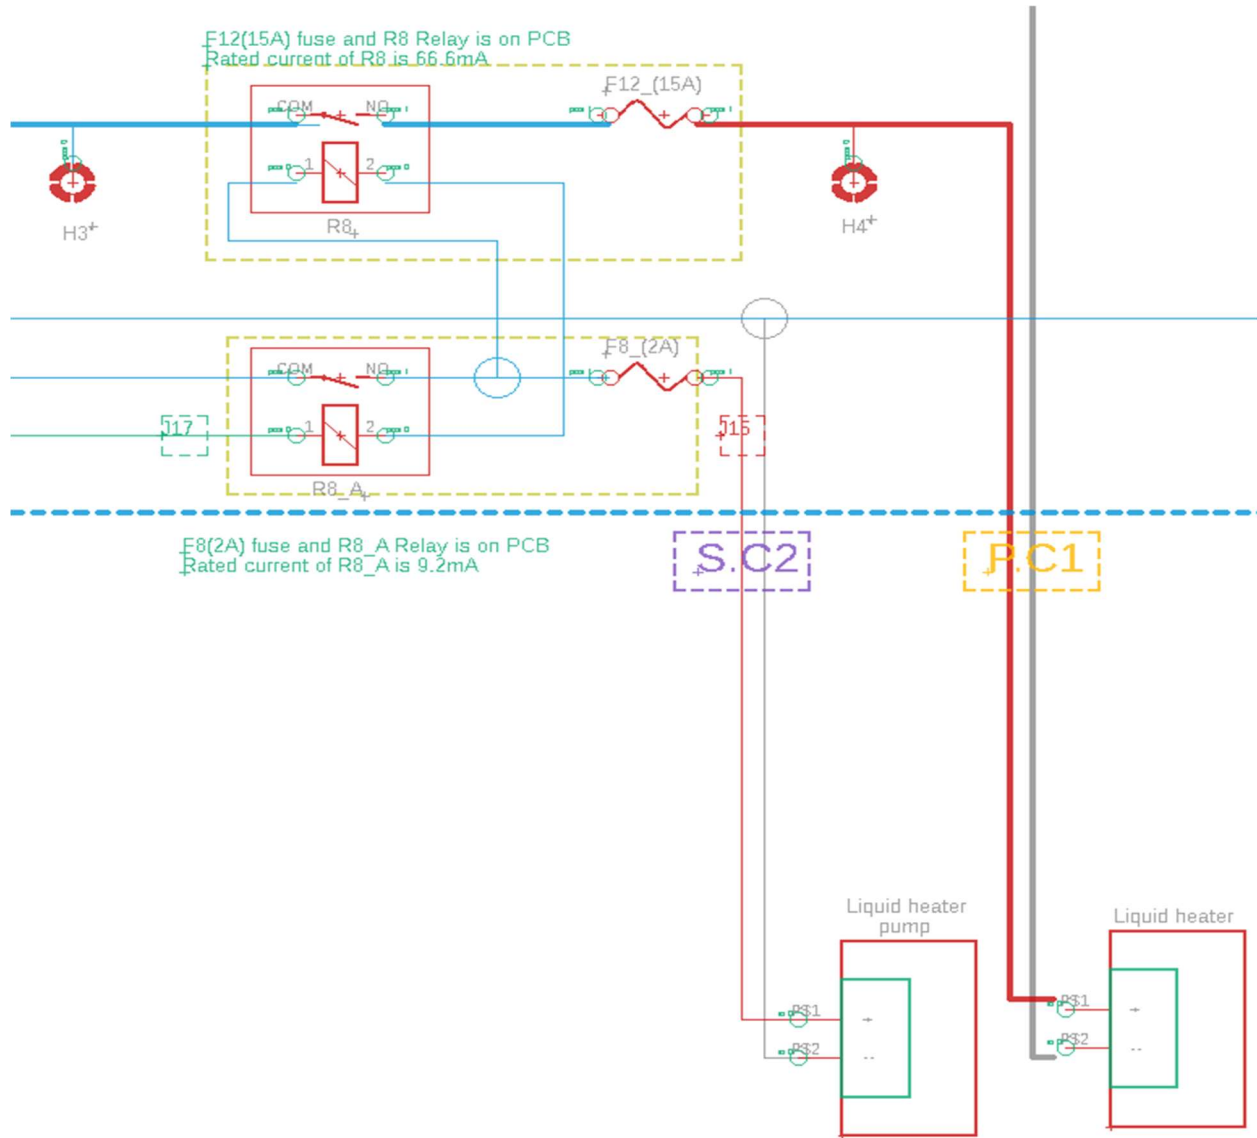 F12(15A) fuse and R8 Relay is on PCB
Rated current of R8 is 66.6mA
F12_(15A)
COM NO
1 2
R8
H3
H4
F8_(2A)
COM NO
1 2
J17
J15
R8_A
F8(2A) fuse and R8_A Relay is on PCB
Rated current of R8_A is 9.2mA
S.C2
P.C1
Liquid heater
pump
Liquid heater
PS1
+
PS2
--
PS1
+
PS2
--